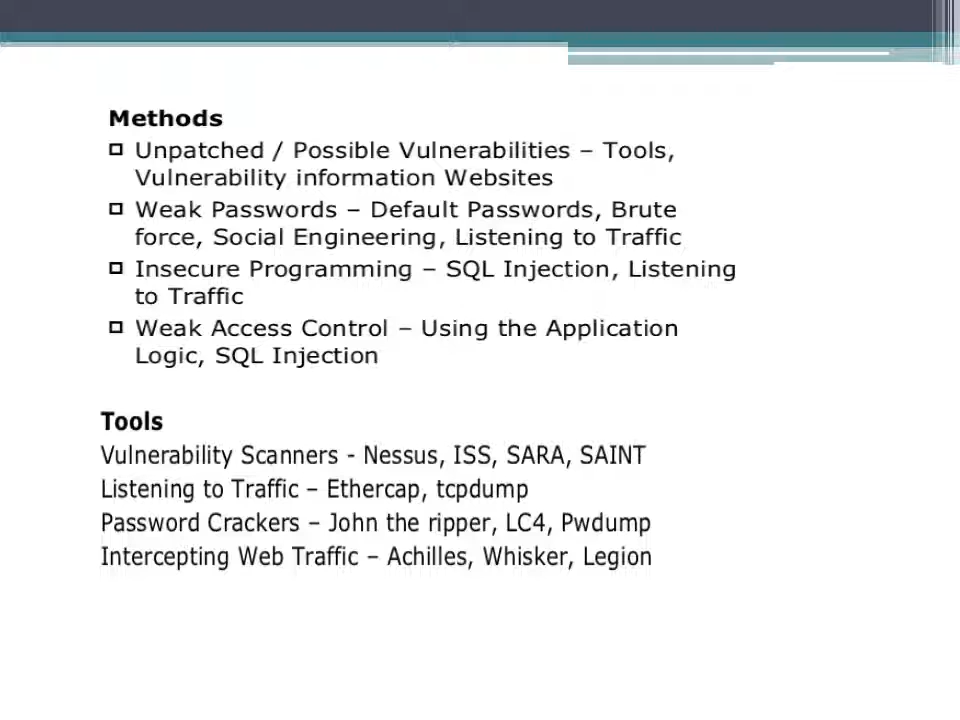 Methods
Unpatched / Possible Vulnerabilities – Tools,
Vulnerability information Websites
Weak Passwords – Default Passwords, Brute
force, Social Engineering, Listening to Traffic
Insecure Programming – SQL Injection, Listening
to Traffic
Weak Access Control – Using the Application
Logic, SQL Injection
Tools
Vulnerability Scanners - Nessus, ISS, SARA, SAINT
Listening to Traffic – Ethercap, tcpdump
Password Crackers – John the ripper, LC4, Pwdump
Intercepting Web Traffic – Achilles, Whisker, Legion